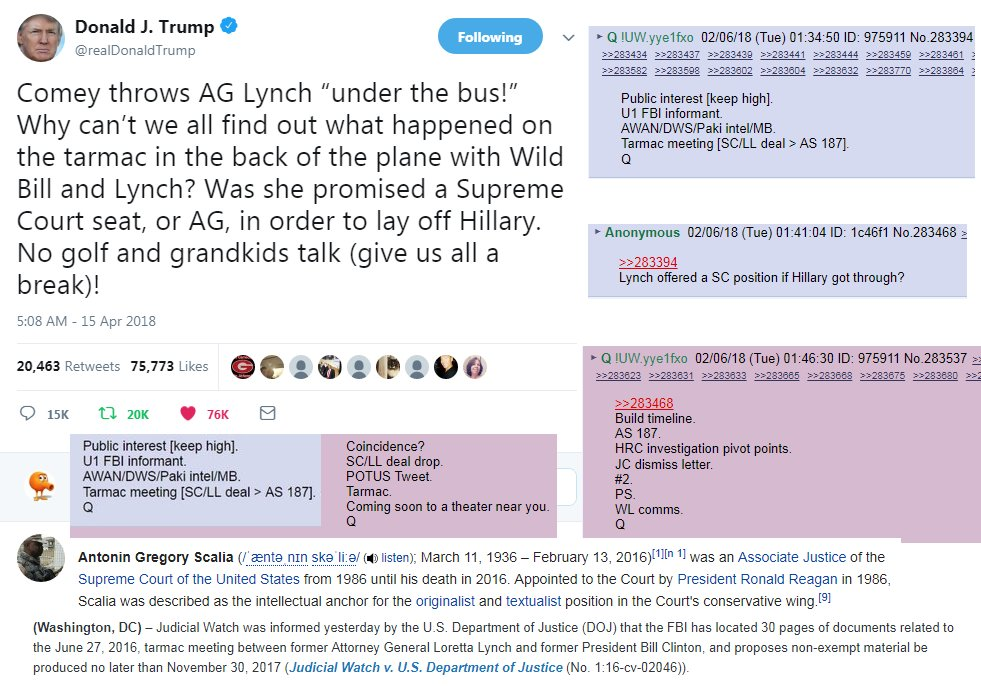 Donald J. Trump
@realDonaldTrump
Following
Comey throws AG Lynch “under the bus!”
Why can’t we all find out what happened on
the tarmac in the back of the plane with Wild
Bill and Lynch? Was she promised a Supreme
Court seat, or AG, in order to lay off Hillary.
No golf and grandkids talk (give us all a
break)!
5:08 AM - 15 Apr 2018
20,463 Retweets 75,773 Likes
15K 20K 76K
Q !UW.yye1fxo 02/06/18 (Tue) 01:34:50 ID: 975911 No.283394
>>283434 >>283437 >>283439 >>283441 >>283444 >>283459 >>283461
>>283582 >>283598 >>283602 >>283604 >>283632 >>283770 >>283864
Public interest [keep high].
U1 FBI informant.
AWAN/DWS/Paki intel/MB.
Tarmac meeting [SC/LL deal > AS 187].
Q
Anonymous 02/06/18 (Tue) 01:41:04 ID: 1c46f1 No.283468 >
>>283394
Lynch offered a SC position if Hillary got through?
Q !UW.yye1fxo 02/06/18 (Tue) 01:46:30 ID: 975911 No.283537 >>
>>283623 >>283631 >>283633 >>283665 >>283668 >>283675 >>283680 >>2
>>283468
Build timeline.
AS 187.
HRC investigation pivot points.
JC dismiss letter.
#2.
PS.
WL comms.
Q
Public interest [keep high].
U1 FBI informant.
AWAN/DWS/Paki intel/MB.
Tarmac meeting [SC/LL deal > AS 187].
Q
Coincidence?
SC/LL deal drop.
POTUS Tweet.
Tarmac.
Coming soon to a theater near you.
Q
Antonin Gregory Scalia (/ˈæntənɪn skəˈliːə/ (listen); March 11, 1936 – February 13, 2016)[1][n 1] was an Associate Justice of the
Supreme Court of the United States from 1986 until his death in 2016. Appointed to the Court by President Ronald Reagan in 1986,
Scalia was described as the intellectual anchor for the originalist and textualist position in the Court's conservative wing.[9]
(Washington, DC) – Judicial Watch was informed yesterday by the U.S. Department of Justice (DOJ) that the FBI has located 30 pages of documents related to
the June 27, 2016, tarmac meeting between former Attorney General Loretta Lynch and former President Bill Clinton, and proposes non-exempt material be
produced no later than November 30, 2017 (Judicial Watch v. U.S. Department of Justice (No. 1:16-cv-02046)).